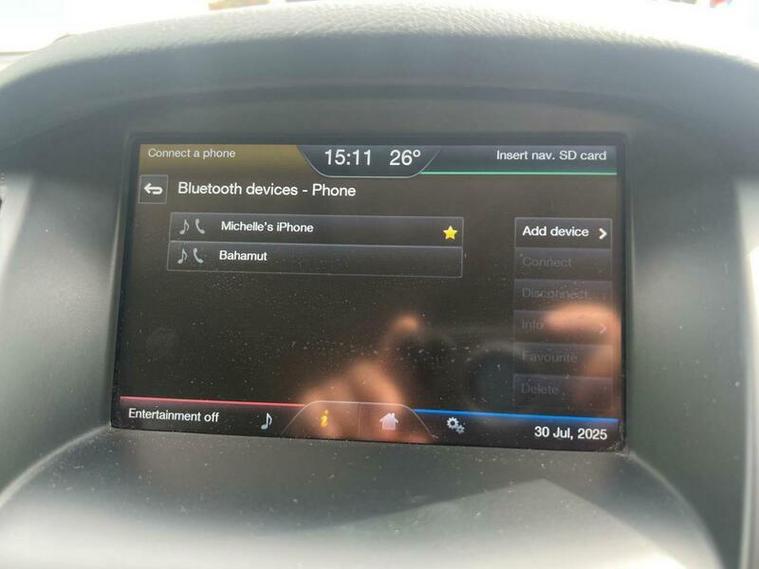 Connect a phone
15:11 26°
Insert nav. SD card
Bluetooth devices - Phone
Michelle's iPhone
Bahamut
Add device
Connect
Disconnect
Info
Favourite
Delete
Entertainment off
30 Jul, 2025